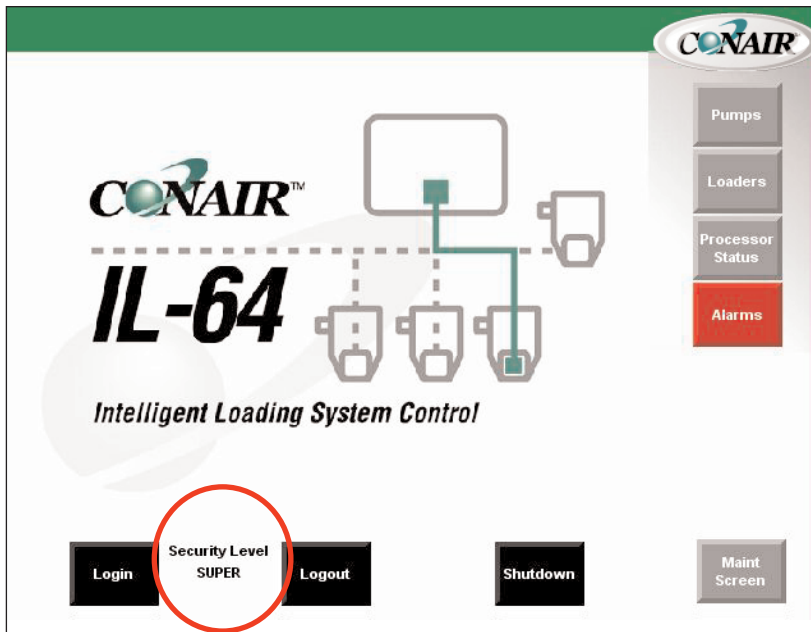 CONAIR
Pumps
Loaders
Processor
Status
Alarms
CONAIR™
IL-64
Intelligent Loading System Control
Login
Security Level
SUPER
Logout
Shutdown
Maint
Screen